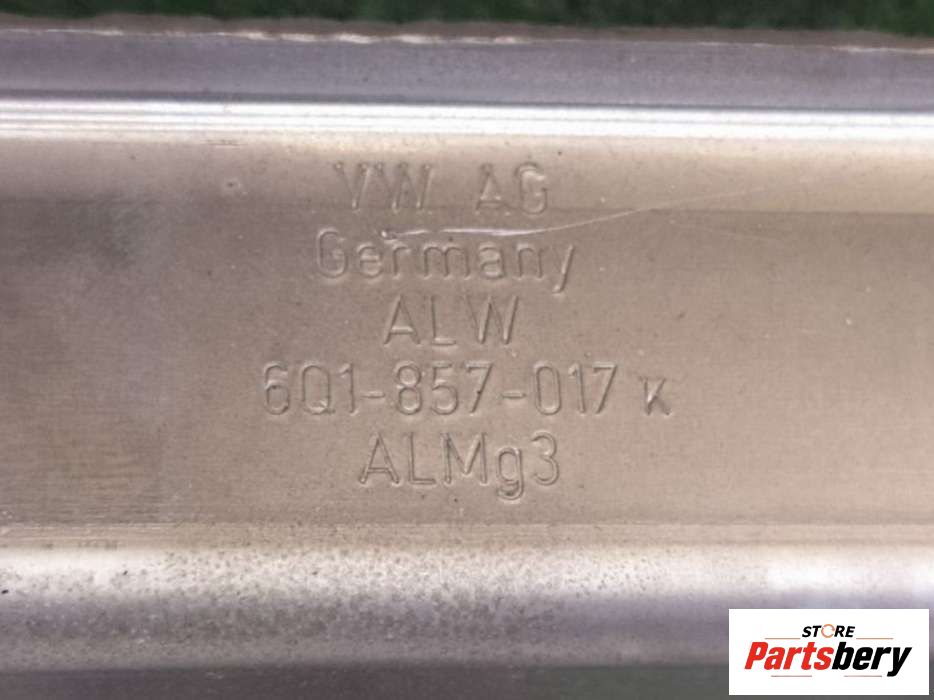 VW AG
Germany
ALW
6Q1-857-017 K
ALMg3
STORE
Partsbery